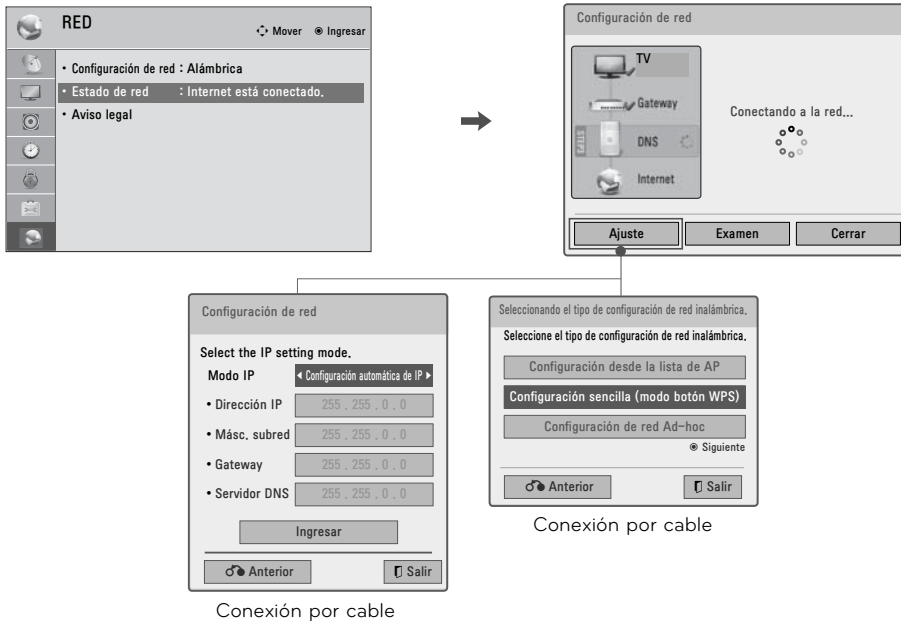 RED
Mover ◉ Ingresar
• Configuración de red : Alámbrica
• Estado de red : Internet está conectado.
• Aviso legal
Configuración de red
TV
Gateway
STEP3
DNS
Internet
Conectando a la red...
Ajuste
Examen
Cerrar
Configuración de red
Select the IP setting mode.
Modo IP ◀ Configuración automática de IP ▶
• Dirección IP 255 . 255 . 0 . 0
• Másc. subred 255 . 255 . 0 . 0
• Gateway 255 . 255 . 0 . 0
• Servidor DNS 255 . 255 . 0 . 0
Ingresar
Anterior
Salir
Conexión por cable
Seleccionando el tipo de configuración de red inalámbrica.
Seleccione el tipo de configuración de red inalámbrica.
Configuración desde la lista de AP
Configuración sencilla (modo botón WPS)
Configuración de red Ad-hoc
◉ Siguiente
Anterior
Salir
Conexión por cable